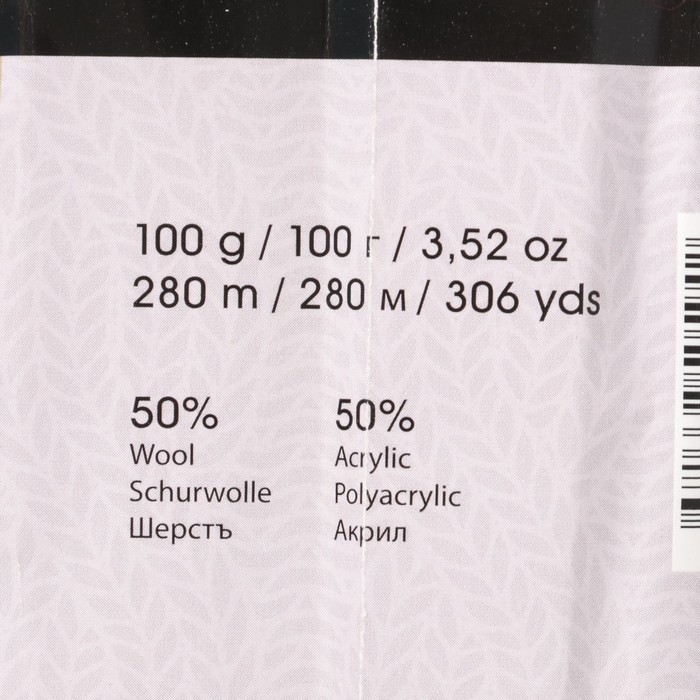 100 g / 100 г / 3,52 oz
280 m / 280 м / 306 yds
50% 50%
Wool Acrylic
Schurwolle Polyacrylic
Шерстъ Акрил